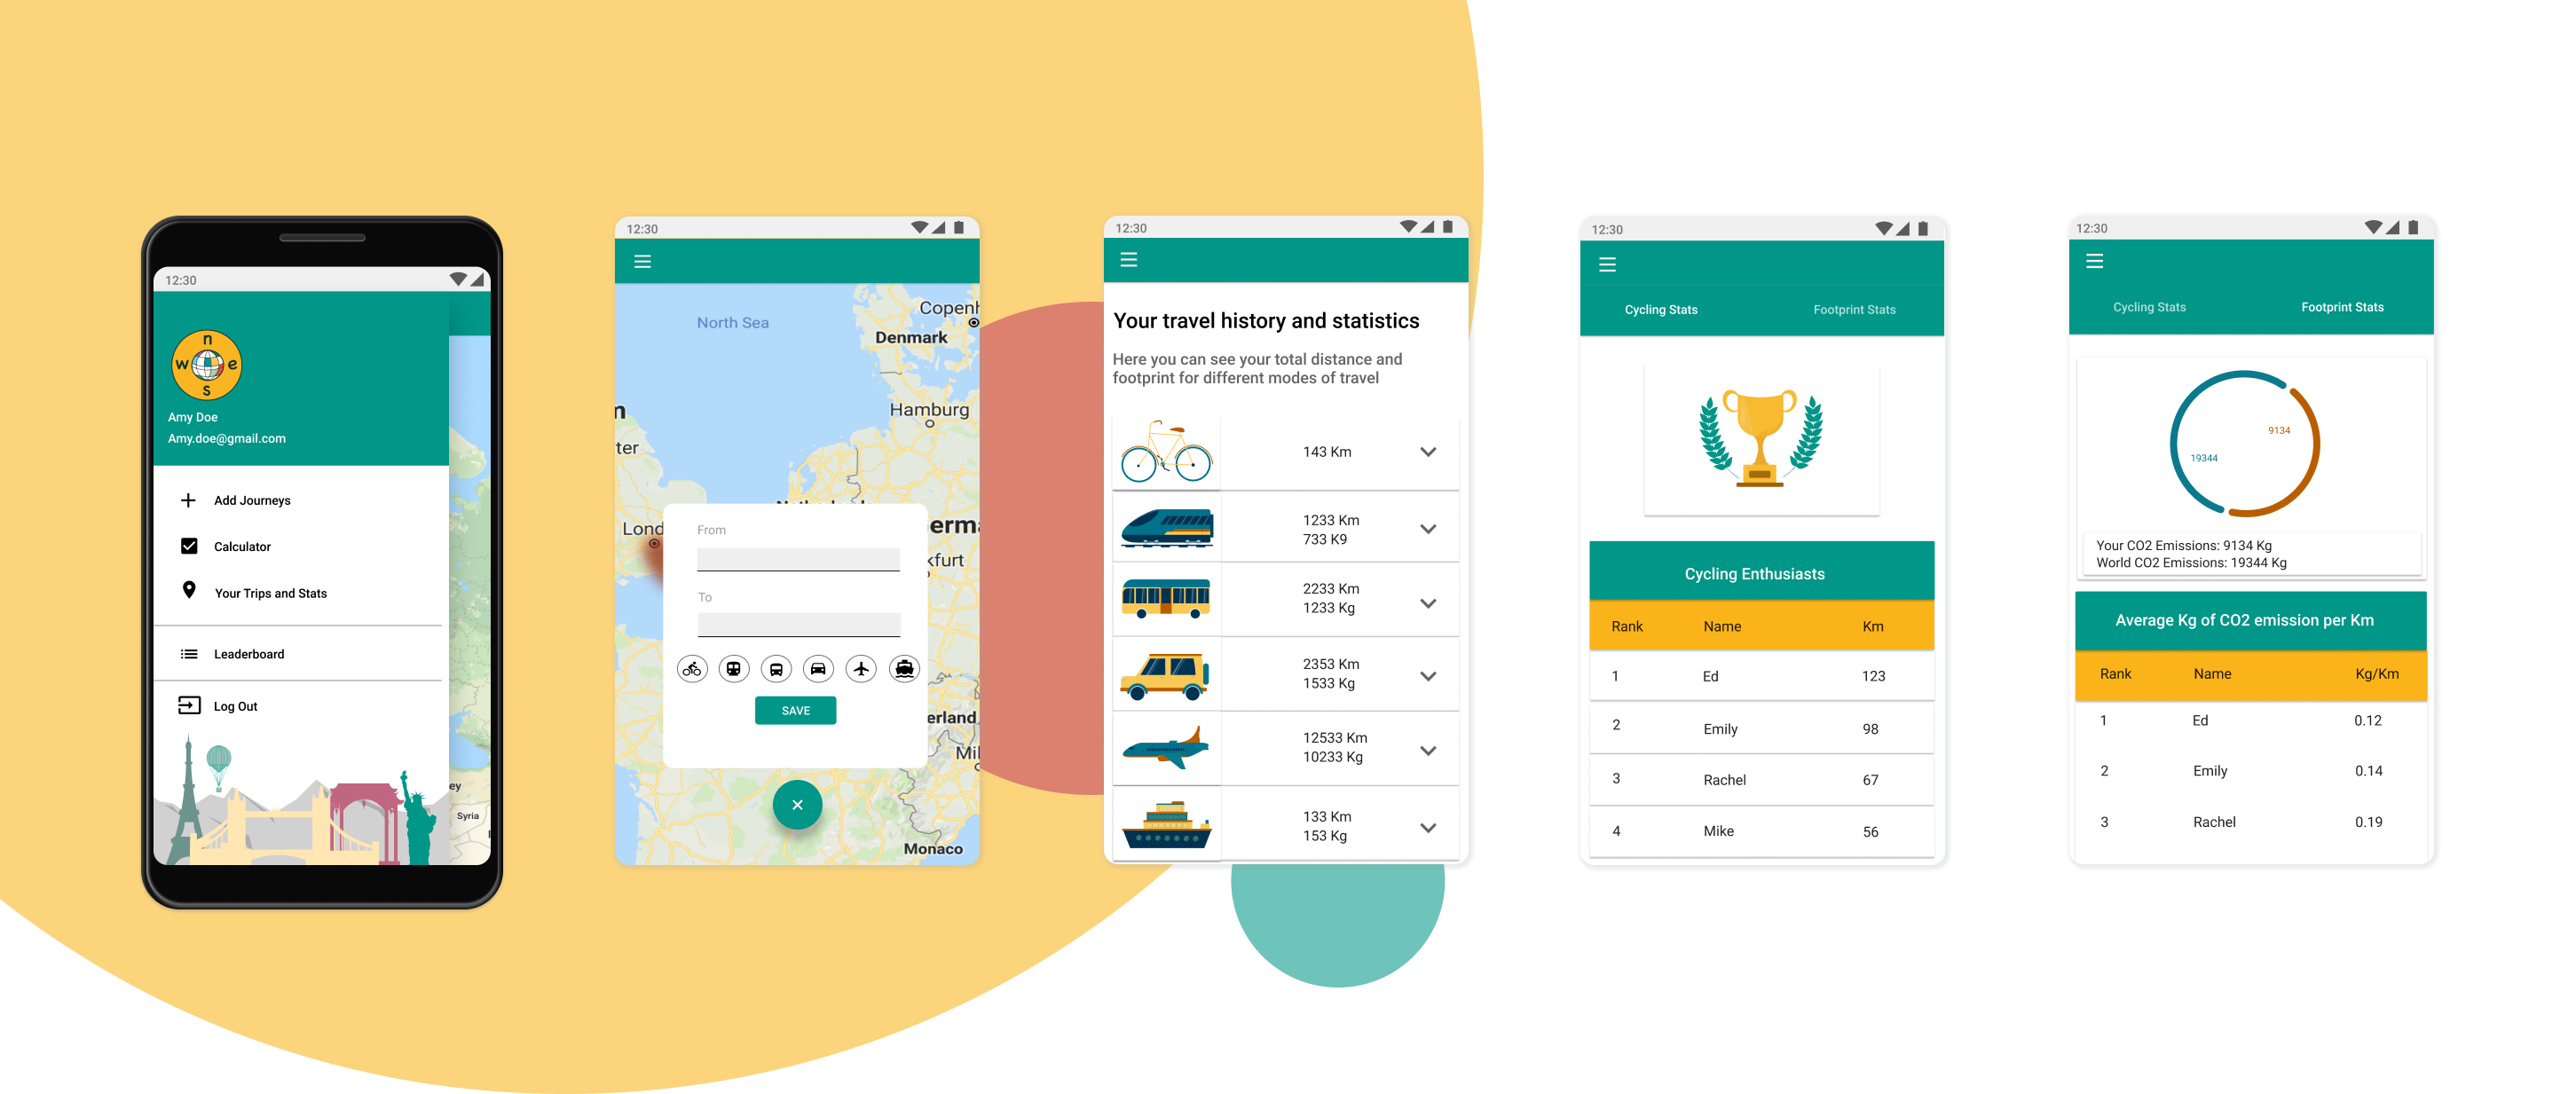 12:30
n
w e
s
Amy Doe
Amy.doe@gmail.com
Add Journeys
Calculator
Your Trips and Stats
Leaderboard
Log Out
ey
Syria
12:30
North Sea
Copenh
Denmark
Hamburg
n
ter
Lond
erma
kfurt
From
To
SAVE
erland
Mil
Monaco
12:30
Your travel history and statistics
Here you can see your total distance and
footprint for different modes of travel
143 Km
1233 Km
733 K9
2233 Km
1233 Kg
2353 Km
1533 Kg
12533 Km
10233 Kg
133 Km
153 Kg
12:30
Cycling Stats Footprint Stats
Cycling Enthusiasts
Rank Name Km
1 Ed 123
2 Emily 98
3 Rachel 67
4 Mike 56
12:30
Cycling Stats Footprint Stats
9134
19344
Your CO2 Emissions: 9134 Kg
World CO2 Emissions: 19344 Kg
Average Kg of CO2 emission per Km
Rank Name Kg/Km
1 Ed 0.12
2 Emily 0.14
3 Rachel 0.19